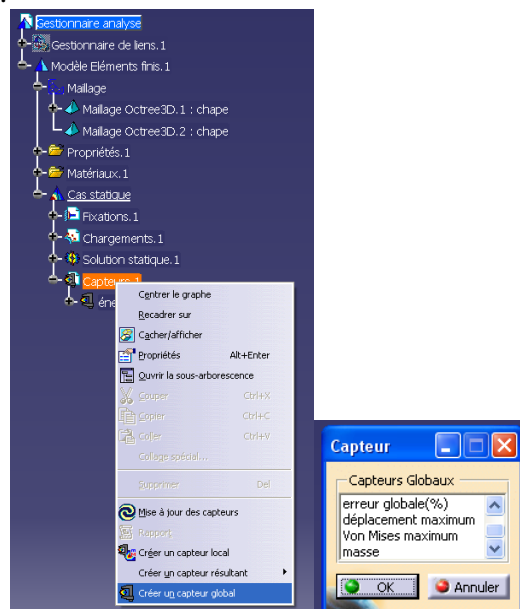 Gestionnaire analyse
Gestionnaire de liens.1
Modèle Eléments finis.1
Maillage
Maillage Octree3D.1 : chape
Maillage Octree3D.2 : chape
Propriétés.1
Matériaux.1
Cas statique
Fixations.1
Chargements.1
Solution statique.1
Capteurs.1
éne
Centrer le graphe
Recadrer sur
Cacher/afficher
Propriétés Alt+Enter
Ouvrir la sous-arborescence
Couper Ctrl+X
Copier Ctrl+C
Coller Ctrl+V
Collage spécial...
Supprimer Del
Mise à jour des capteurs
Rapport
Créer un capteur local
Créer un capteur résultant
Créer un capteur global
Capteur
Capteurs Globaux
erreur globale(%)
déplacement maximum
Von Mises maximum
masse
OK Annuler